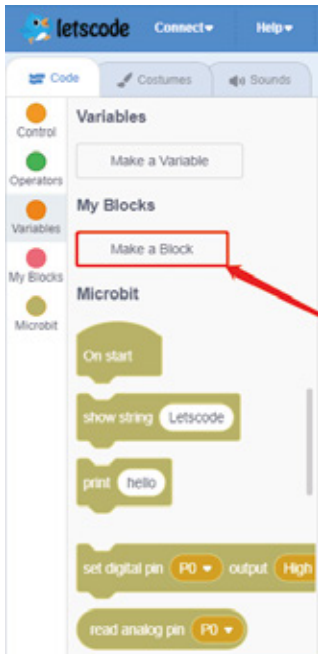 letscode Connect Help
Code Costumes Sounds
Control
Operators
Variables
My Blocks
Microbit
Variables
Make a Variable
My Blocks
Make a Block
Microbit
On start
show string Letscode
print hello
set digital pin P0 output High
read analog pin P0